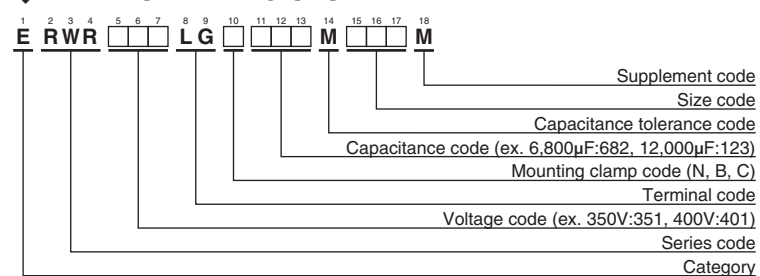 1 2 3 4 5 6 7 8 9 10 11 12 13 14 15 16 17 18
E RWR □□□ LG □ □□□ M □□□ M
Supplement code
Size code
Capacitance tolerance code
Capacitance code (ex. 6,800μF:682, 12,000μF:123)
Mounting clamp code (N, B, C)
Terminal code
Voltage code (ex. 350V:351, 400V:401)
Series code
Category